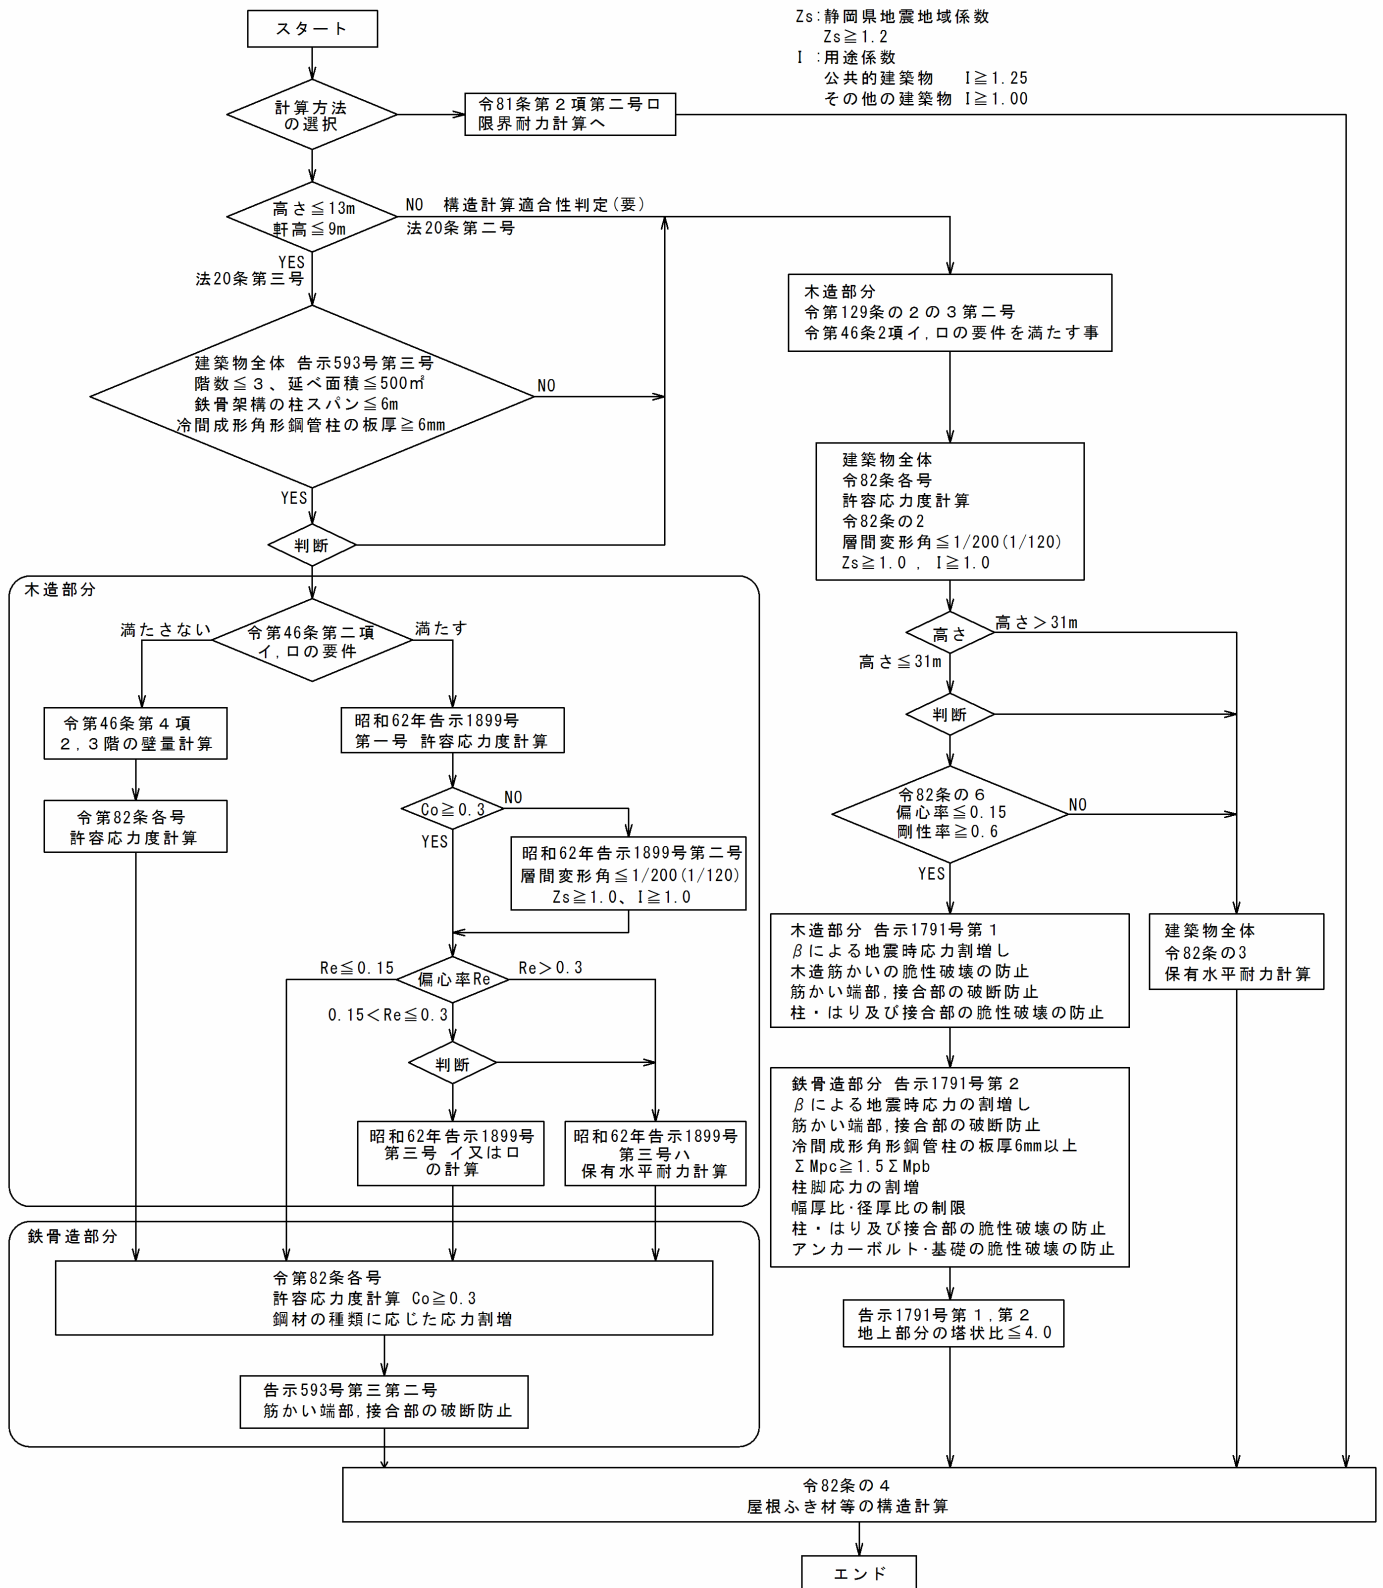 スタート
Zs:静岡県地震地域係数
Zs≧1.2
I :用途係数
公共的建築物 I≧1.25
その他の建築物 I≧1.00
計算方法
の選択
令81条第2項第二号ロ
限界耐力計算へ
高さ≦13m
軒高≦9m
NO 構造計算適合性判定(要)
法20条第二号
YES
法20条第三号
建築物全体 告示593号第三号
階数≦3、延べ面積≦500㎡
鉄骨架構の柱スパン≦6m
冷間成形角形鋼管柱の板厚≧6mm
NO
YES
判断
木造部分
令第129条の2の3第二号
令第46条2項イ,ロの要件を満たす事
建築物全体
令82条各号
許容応力度計算
令82条の2
層間変形角≦1/200(1/120)
Zs≧1.0 , I≧1.0
高さ
高さ>31m
高さ≦31m
判断
令82条の6
偏心率≦0.15
剛性率≧0.6
NO
YES
木造部分
令第46条第二項
イ,ロの要件
満たさない
満たす
令第46条第4項
2,3階の壁量計算
令第82条各号
許容応力度計算
昭和62年告示1899号
第一号 許容応力度計算
Co≧0.3
NO
YES
昭和62年告示1899号第二号
層間変形角≦1/200(1/120)
Zs≧1.0、I≧1.0
偏心率Re
Re≦0.15
Re>0.3
0.15<Re≦0.3
判断
昭和62年告示1899号
第三号 イ又はロ
の計算
昭和62年告示1899号
第三号ハ
保有水平耐力計算
木造部分 告示1791号第1
βによる地震時応力割増し
木造筋かいの脆性破壊の防止
筋かい端部,接合部の破断防止
柱・はり及び接合部の脆性破壊の防止
建築物全体
令82条の3
保有水平耐力計算
鉄骨造部分 告示1791号第2
βによる地震時応力の割増し
筋かい端部,接合部の破断防止
冷間成形角形鋼管柱の板厚6mm以上
ΣMpc≧1.5ΣMpb
柱脚応力の割増
幅厚比・径厚比の制限
柱・はり及び接合部の脆性破壊の防止
アンカーボルト・基礎の脆性破壊の防止
告示1791号第1,第2
地上部分の塔状比≦4.0
鉄骨造部分
令第82条各号
許容応力度計算 Co≧0.3
鋼材の種類に応じた応力割増
告示593号第三第二号
筋かい端部,接合部の破断防止
令82条の4
屋根ふき材等の構造計算
エンド